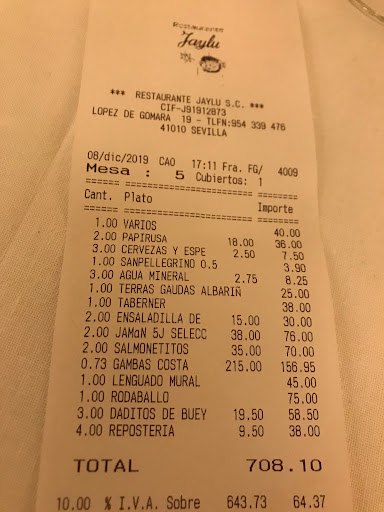 Restaurante
Jaylu
*** RESTAURANTE JAYLU S.C. ***
CIF-J91912873
LOPEZ DE GOMARA 19 - TLFN:954 339 476
41010 SEVILLA
08/dic/2019 CAO 17:11 Fra. FG/ 4009
Mesa : 5 Cubiertos: 1
Cant. Plato Importe
1.00 VARIOS 40.00
2.00 PAPIRUSA 18.00 36.00
3.00 CERVEZAS Y ESPE 2.50 7.50
1.00 SANPELLEGRINO 0.5 3.90
3.00 AGUA MINERAL 2.75 8.25
1.00 TERRAS GAUDAS ALBARIÑ 25.00
1.00 TABERNER 38.00
2.00 ENSALADILLA DE 15.00 30.00
2.00 JAMaN 5J SELECC 38.00 76.00
2.00 SALMONETITOS 35.00 70.00
0.73 GAMBAS COSTA 215.00 156.95
1.00 LENGUADO MURAL 45.00
1.00 RODABALLO 75.00
3.00 DADITOS DE BUEY 19.50 58.50
4.00 REPOSTERIA 9.50 38.00
TOTAL 708.10
10.00 % I.V.A. Sobre 643.73 64.37